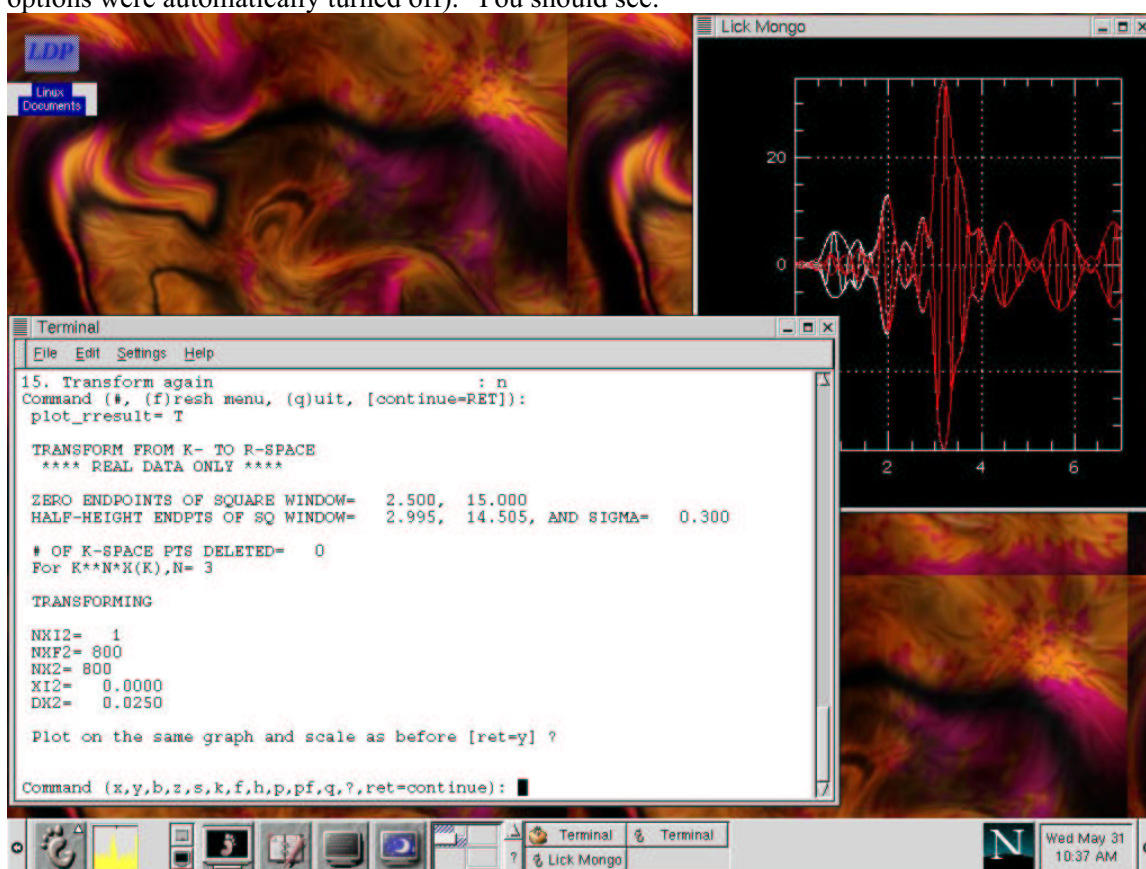 options were automatically turned off). You should see:
LDP
Linux
Documents
Lick Mongo
20
0
2
4
6
Terminal
File Edit Settings Help
15. Transform again : n
Command (#, (f)resh menu, (q)uit, [continue=RET]):
plot_rresult= T
TRANSFORM FROM K- TO R-SPACE
**** REAL DATA ONLY ****
ZERO ENDPOINTS OF SQUARE WINDOW= 2.500, 15.000
HALF-HEIGHT ENDPTS OF SQ WINDOW= 2.995, 14.505, AND SIGMA= 0.300
# OF K-SPACE PTS DELETED= 0
For K**N*X(K),N= 3
TRANSFORMING
NXI2= 1
NXF2= 800
NX2= 800
XI2= 0.0000
DX2= 0.0250
Plot on the same graph and scale as before [ret=y] ?
Command (x,y,b,z,s,k,f,h,p,pf,q,?,ret=continue):
?
Terminal
Terminal
Lick Mongo
N
Wed May 31
10:37 AM